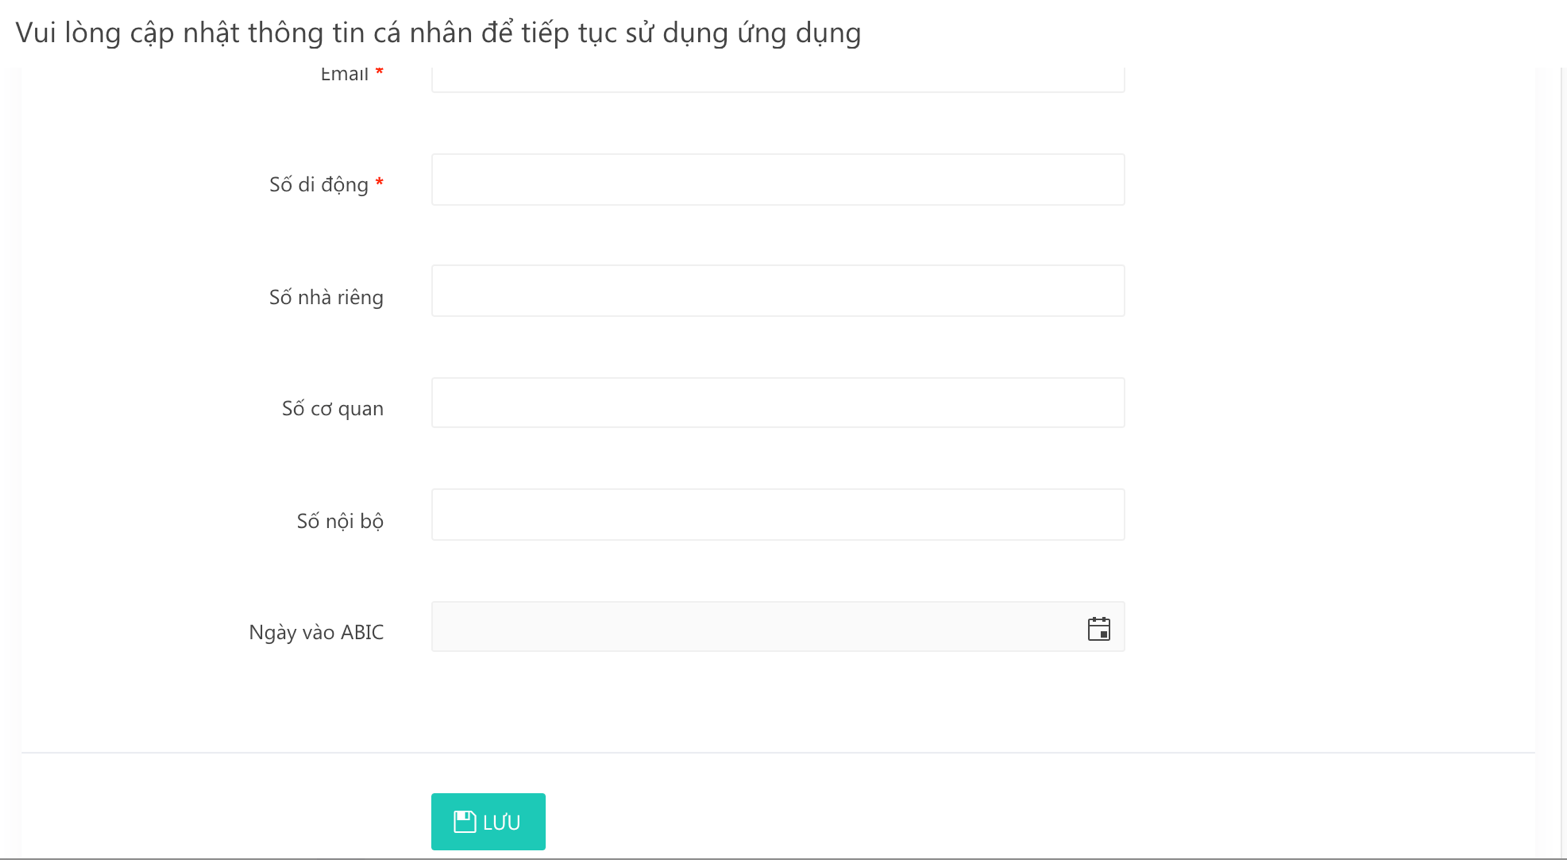 Vui lòng cập nhật thông tin cá nhân để tiếp tục sử dụng ứng dụng
Email *
Số di động *
Số nhà riêng
Số cơ quan
Số nội bộ
Ngày vào ABIC
LƯU